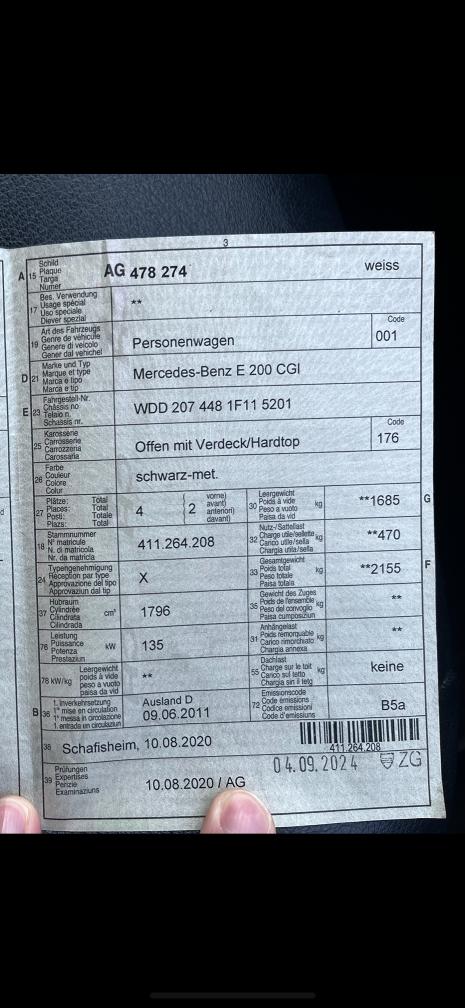 3
A 15 Schild Plaque Targa Numer AG 478 274 weiss
17 Bes. Verwendung Usage spécial Uso speciale Diever spezial **
19 Art des Fahrzeugs Genre de véhicule Genere di veicolo Gener dal vehichel Personenwagen Code 001
D 21 Marke und Typ Marque et type Marca e tipo Marca e tip Mercedes-Benz E 200 CGI
E 23 Fahrgestell-Nr. Châssis no Telaio n. Schassis nr. WDD 207 448 1F11 5201
25 Karosserie Carrosserie Carrozzeria Carossaria Offen mit Verdeck/Hardtop Code 176
26 Farbe Couleur Colore Colur schwarz-met.
27 Plätze: Total Places: Total Posti: Totale Plazs: Total 4 ( 2 vorne) avant) anteriori) davant) 30 Leergewicht Poids à vide Peso a vuoto Paisa da vid kg **1685 G
18 Stammnummer N° matricule N. di matricola Nr. da matricla 411.264.208 32 Nutz-/Sattellast Charge utile/sellette Carico utile/sella Chargia utila/sella kg **470
24 Typengenehmigung Réception par type Approvazione del tipo Approvaziun dal tip X 33 Gesamtgewicht Poids total Peso totale Paisa totala kg **2155 F
37 Hubraum Cylindrée Cilindrata Cilindrada cm³ 1796 35 Gewicht des Zuges Poids de l'ensemble Peso del convoglio Paisa cumposiziun kg **
76 Leistung Puissance Potenza Prestaziun kW 135 31 Anhängelast Poids remorquable Carico rimorchiato Chargia annexa kg **
78 kW/kg Leergewicht poids à vide peso a vuoto paisa da vid ** 55 Dachlast Charge sur le toit Carico sul tetto Chargia sin il tetg kg keine
B 36 1. Inverkehrsetzung 1re mise en circulation 1a messa in circolazione 1. entrada en circulaziun Ausland D 09.06.2011 72 Emissionscode Code émissions Codice emissioni Code d'emissiuns B5a
38 Schafisheim, 10.08.2020 411.264.208
39 Prüfungen Expertises Perizie Examinaziuns 10.08.2020 / AG 04.09.2024 ZG